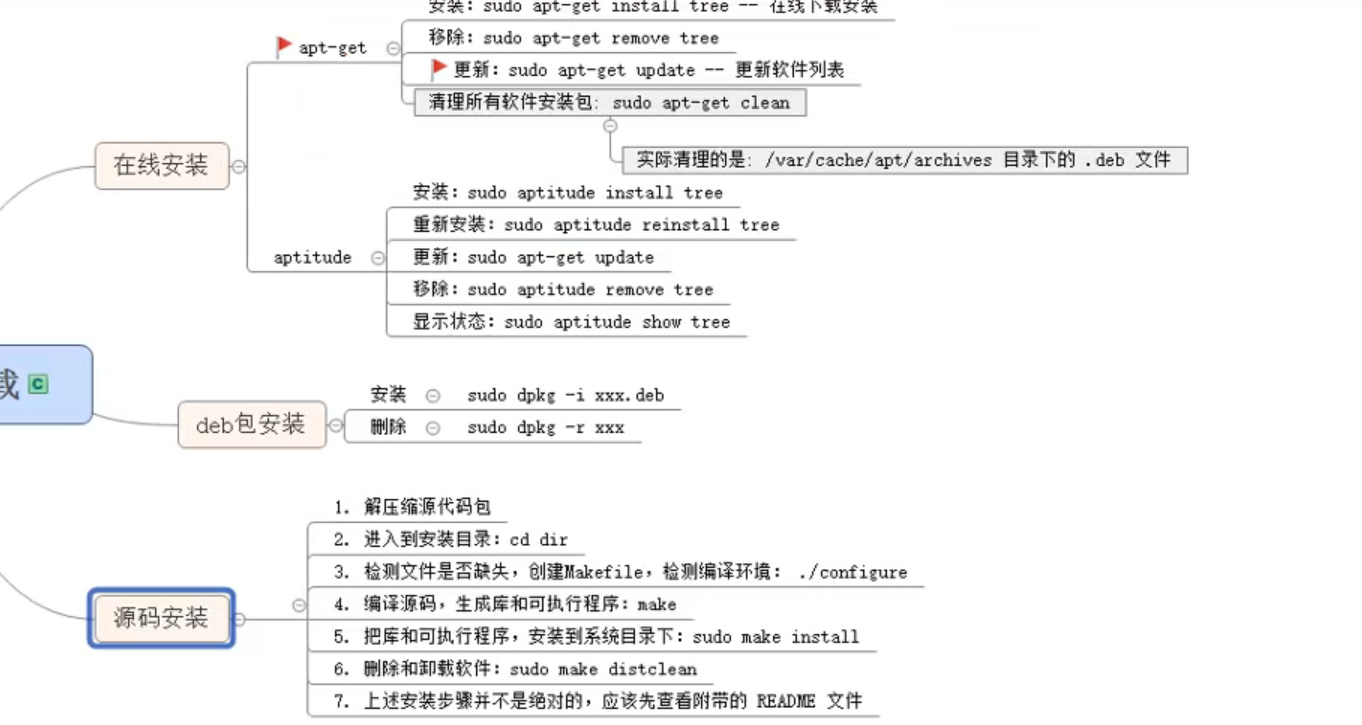 安装: sudo apt-get install tree -- 在线下载安装
apt-get
移除: sudo apt-get remove tree
更新: sudo apt-get update -- 更新软件列表
清理所有软件安装包: sudo apt-get clean
实际清理的是: /var/cache/apt/archives 目录下的 .deb 文件
在线安装
安装: sudo aptitude install tree
重新安装: sudo aptitude reinstall tree
aptitude
更新: sudo apt-get update
移除: sudo aptitude remove tree
显示状态: sudo aptitude show tree
载 C
deb包安装
安装 sudo dpkg -i xxx.deb
删除 sudo dpkg -r xxx
源码安装
1. 解压缩源代码包
2. 进入到安装目录: cd dir
3. 检测文件是否缺失, 创建Makefile, 检测编译环境: ./configure
4. 编译源码, 生成库和可执行程序: make
5. 把库和可执行程序, 安装到系统目录下: sudo make install
6. 删除和卸载软件: sudo make distclean
7. 上述安装步骤并不是绝对的, 应该先查看附带的 README 文件